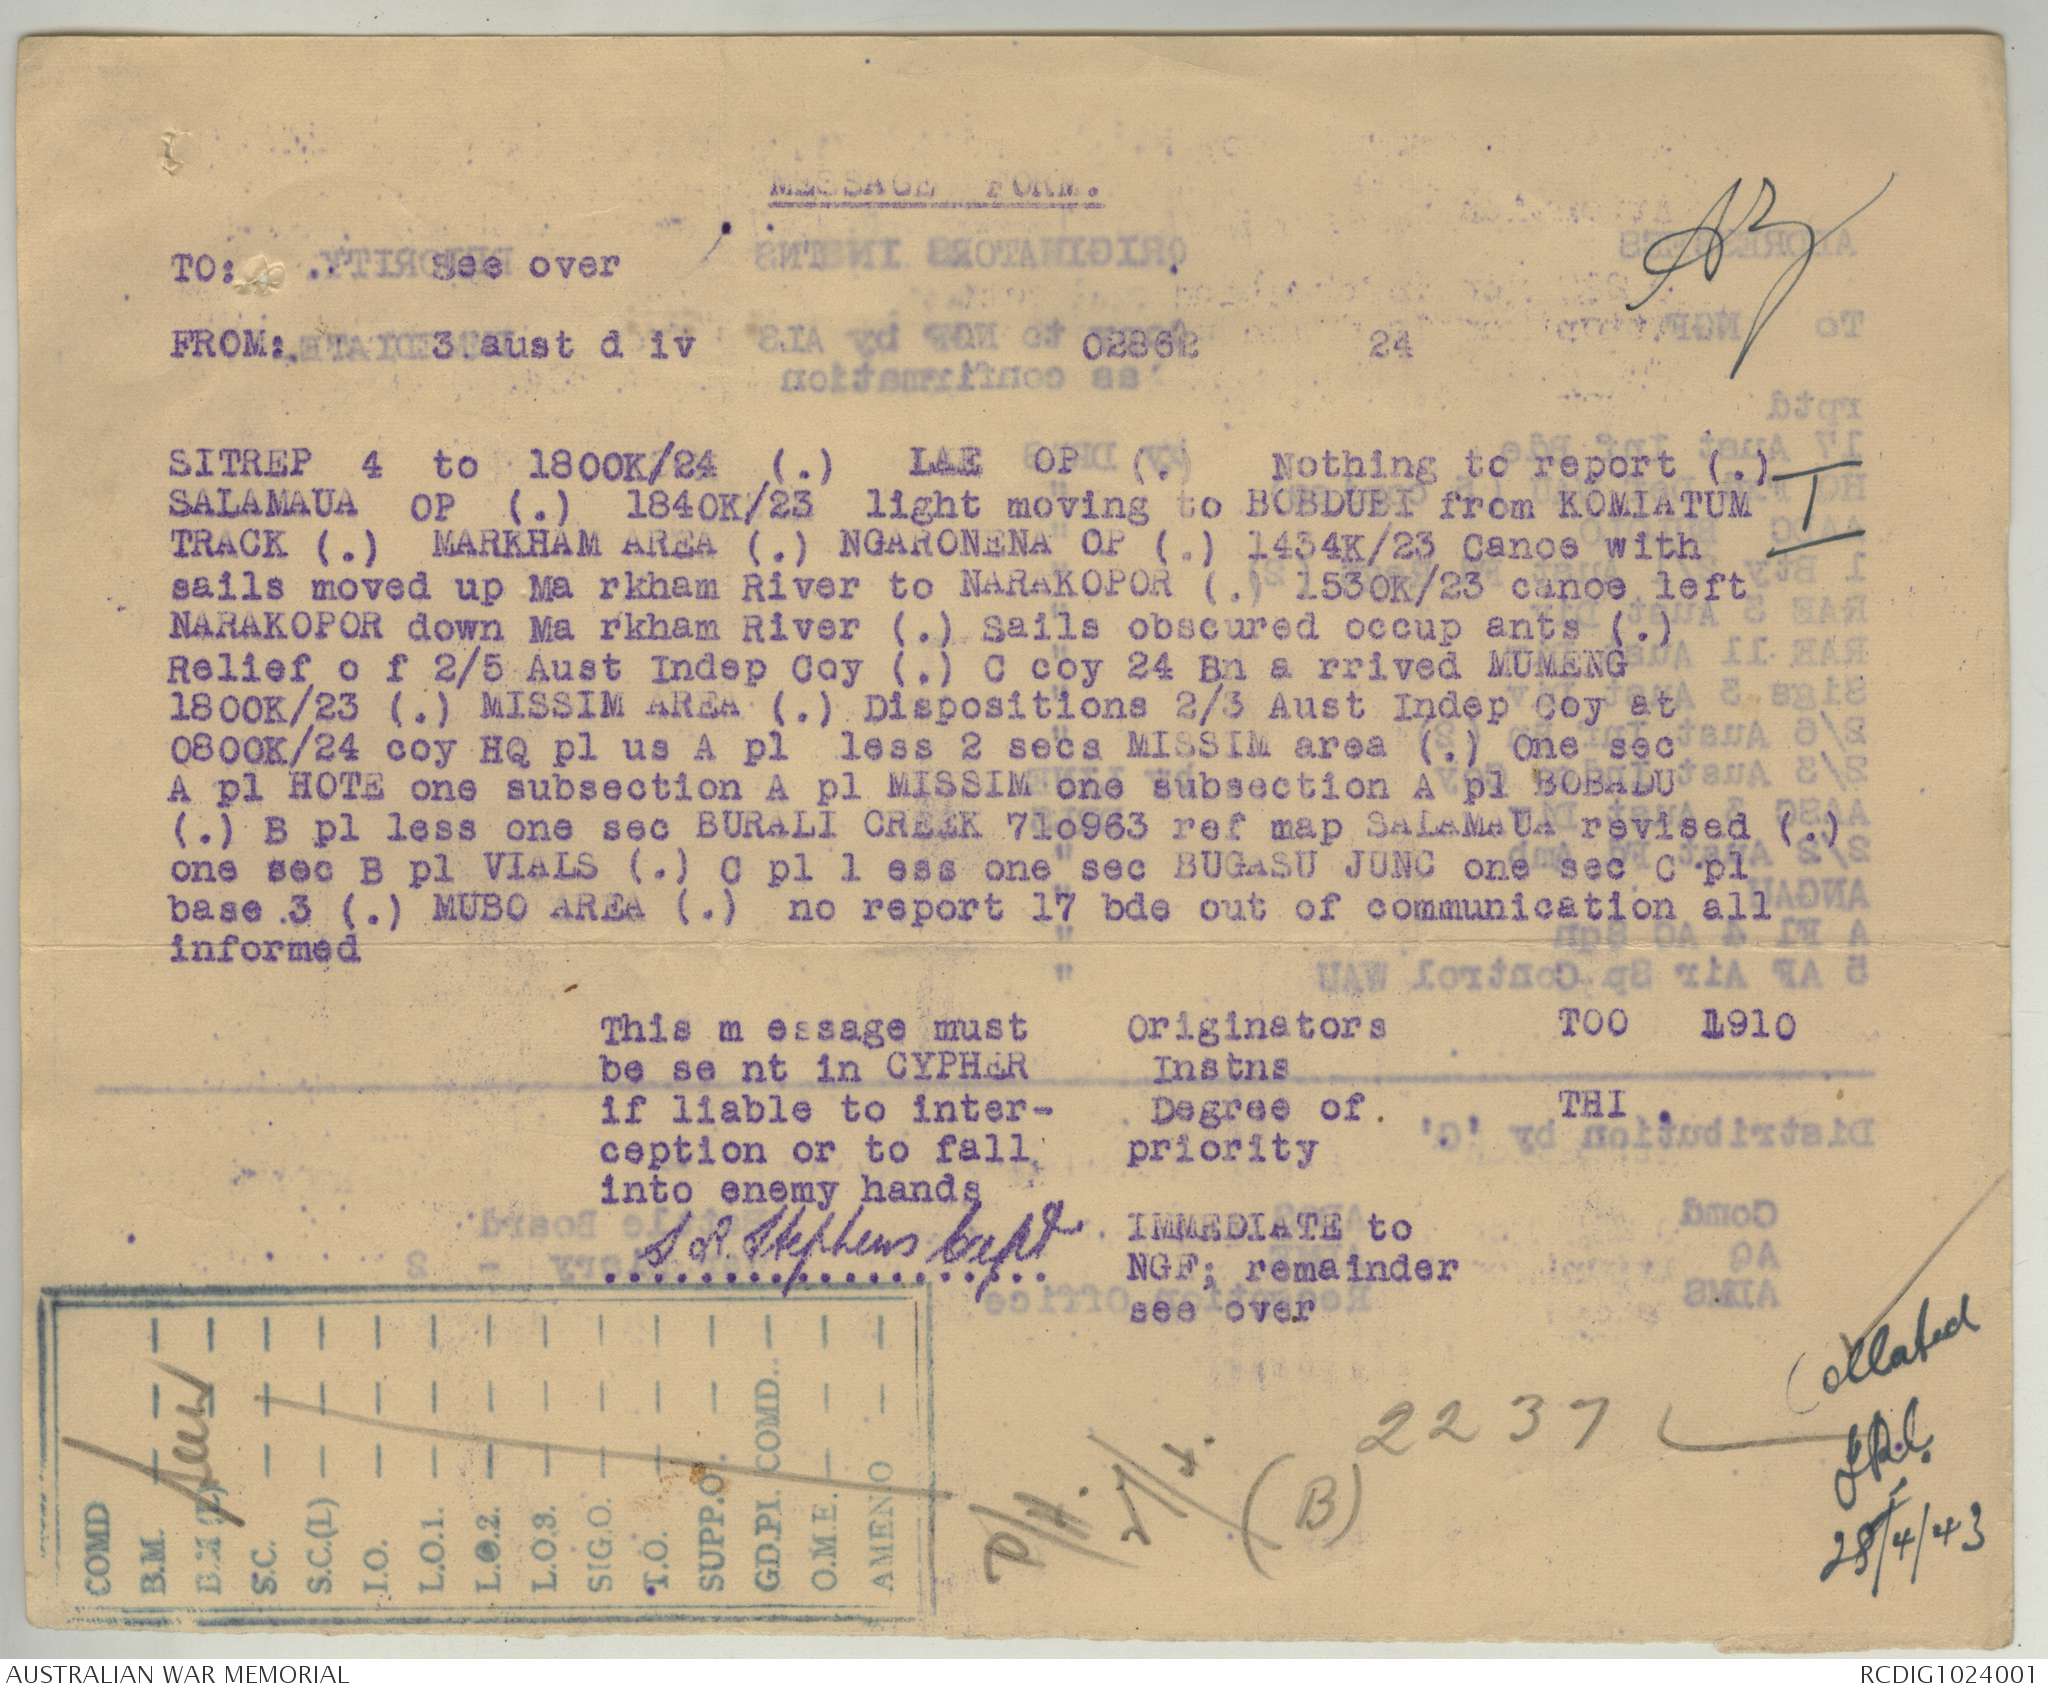 MESSAGE FORM.
TO: See over
FROM: 3 aust d iv 02862 24
SITREP 4 to 1800K/24 (.) LAE OP (.) Nothing to report (.)
SALAMAUA OP (.) 1840K/23 light moving to BOBDUBI from KOMIATUM
TRACK (.) MARKHAM AREA (.) NGARONENA OP (.) 1434K/23 Canoe with
sails moved up Ma rkham River to NARAKOPOR (.) 1530K/23 canoe left
NARAKOPOR down Ma rkham River (.) Sails obscured occup ants (.)
Relief o f 2/5 Aust Indep Coy (.) C coy 24 Bn a rrived MUMENG
1800K/23 (.) MISSIM AREA (.) Dispositions 2/3 Aust Indep Coy at
0800K/24 coy HQ pl us A pl less 2 secs MISSIM area (.) One sec
A pl HOTE one subsection A pl MISSIM one subsection A pl BOBADU
(.) B pl less one sec BURALI CREEK 710963 ref map SALAMAUA revised (.)
one sec B pl VIALS (.) C pl l ess one sec BUGASU JUNC one sec C pl
base 3 (.) MUBO AREA (.) no report 17 bde out of communication all
informed
This m essage must
be se nt in CYPHER
if liable to inter-
ception or to fall
into enemy hands
S R Stephens Capt
Originators
Instns
Degree of
priority
IMMEDIATE to
NGF; remainder
see over
TOO 1910
THI.
COMD
B.M.
B.M (L)
S.C.
S.C.(L)
I.O.
L.O.1.
L.O.2.
L.O.3.
SIG.O.
T.O.
SUPP.O.
GD.Pl. COMD.
O.M.E.
AMEN.O
(B) 2237
Collated
28/4/43
AUSTRALIAN WAR MEMORIAL
RCDIG1024001